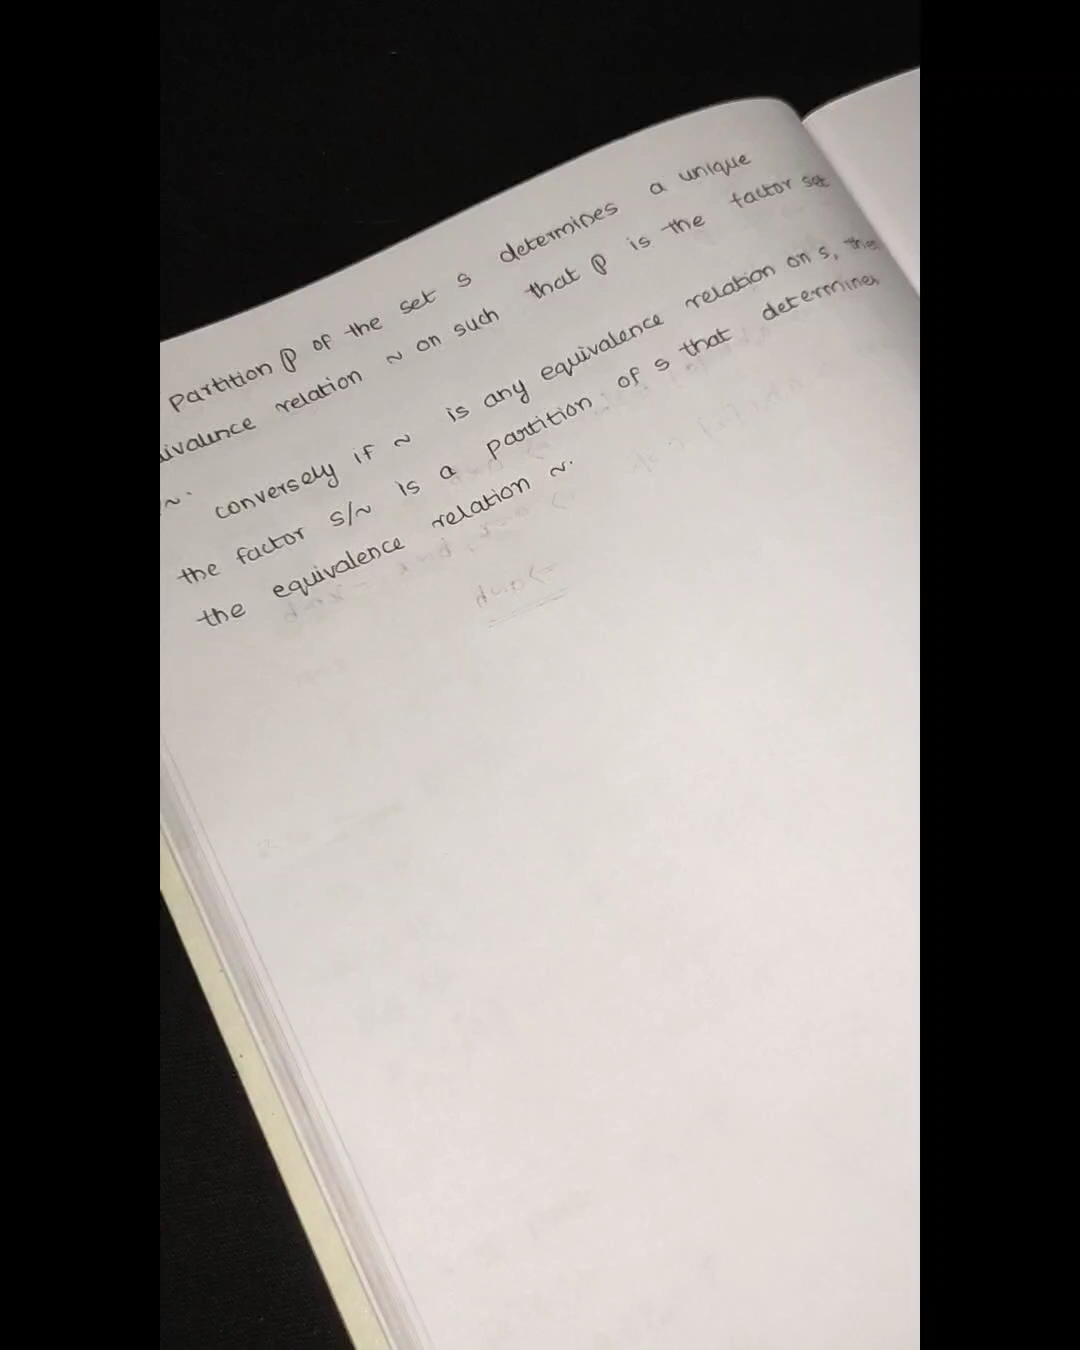 Partition P of the set S determines a unique
ivalence relation ~ on such that P is the factor set
~.
conversely if ~ is any equivalence relation on S, the
the factor S/~ is a partition of S that determines
the equivalence relation ~.